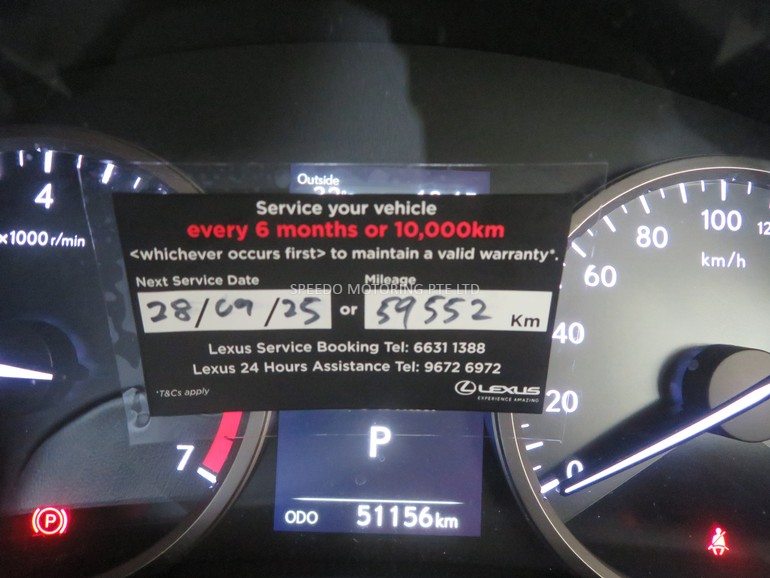 Outside
4
x1000 r/min
7
Service your vehicle
every 6 months or 10,000km
<whichever occurs first> to maintain a valid warranty*.
Next Service Date
Mileage
SPEEDO MOTORING PTE LTD
28/09/25 or 59552 Km
Lexus Service Booking Tel: 6631 1388
Lexus 24 Hours Assistance Tel: 9672 6972
*T&Cs apply
LEXUS
EXPERIENCE AMAZING
P
ODO 51156 km
P
100
80
km/h
60
40
20
0